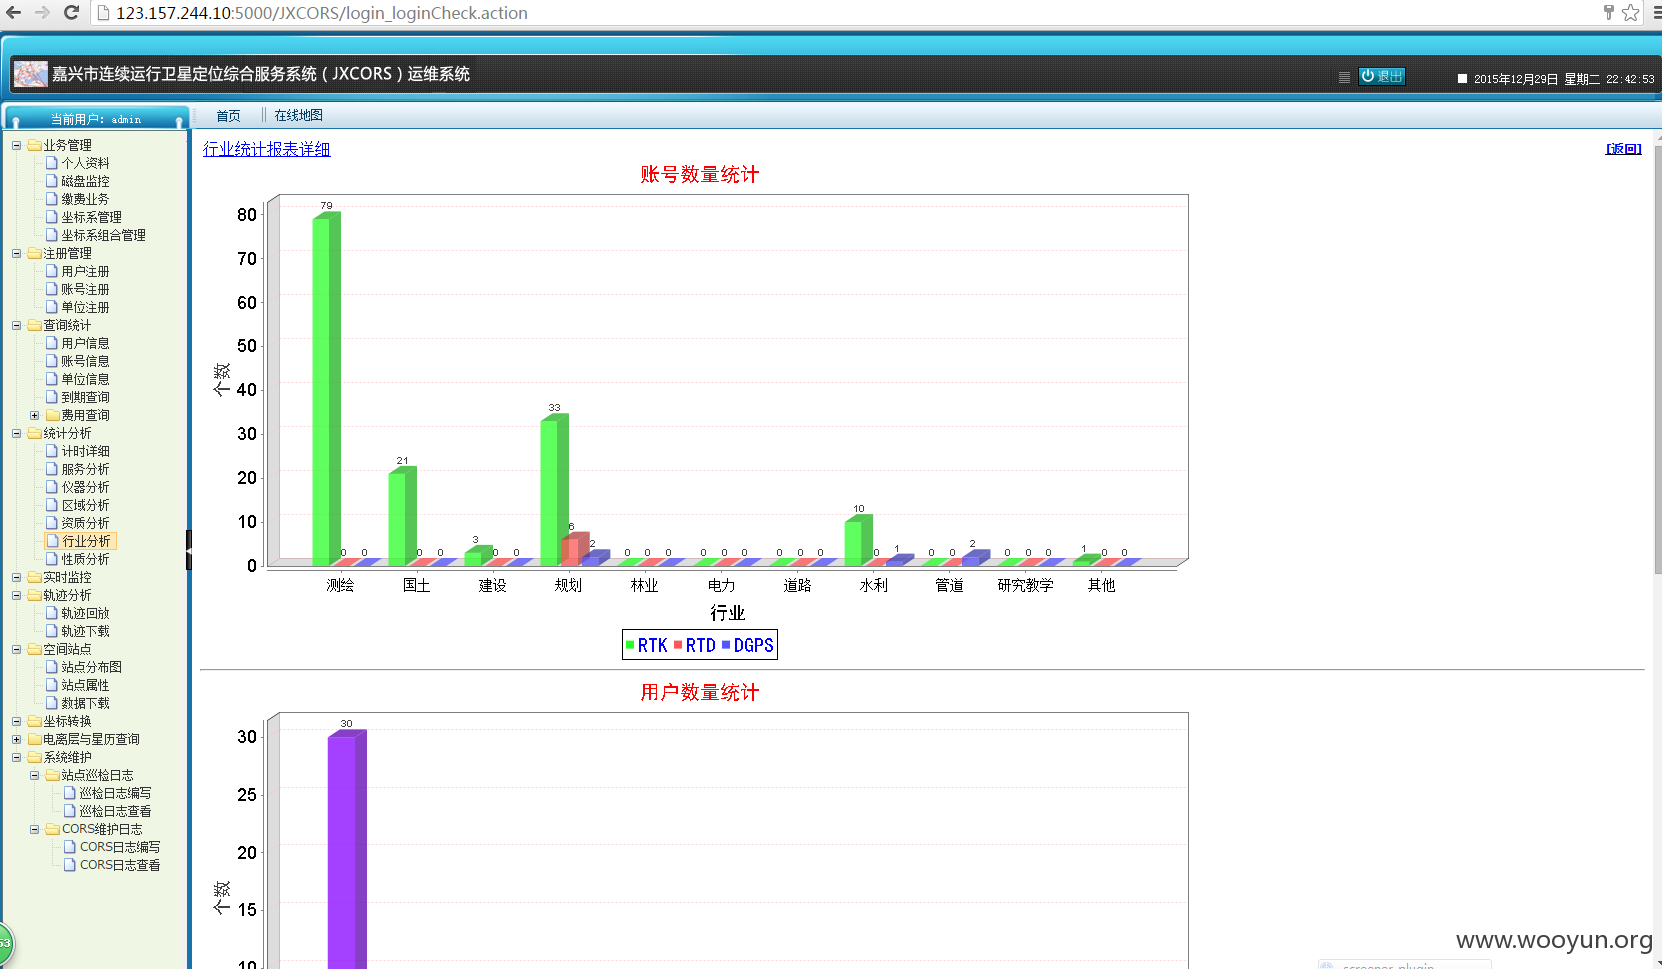 123.157.244.10:5000/JXCORS/login_loginCheck.action
嘉兴市连续运行卫星定位综合服务系统 ( JXCORS ) 运维系统
退出
2015年12月29日 星期二 22:42:53
当前用户: admin
首页
在线地图
业务管理
个人资料
磁盘监控
缴费业务
坐标系管理
坐标系组合管理
注册管理
用户注册
账号注册
单位注册
查询统计
用户信息
账号信息
单位信息
到期查询
费用查询
统计分析
计时详细
服务分析
仪器分析
区域分析
资质分析
行业分析
性质分析
实时监控
轨迹分析
轨迹回放
轨迹下载
空间站点
站点分布图
站点属性
数据下载
坐标转换
电离层与星历查询
系统维护
站点巡检日志
巡检日志编写
巡检日志查看
CORS维护日志
CORS日志编写
CORS日志查看
53
行业统计报表详细
[返回]
账号数量统计
个数
80
70
60
50
40
30
20
10
0
79 0 0
21 0 0
3 0 0
33 6 2
0 0 0
0 0 0
0 0 0
10 0 1
0 0 2
0 0 0
1 0 0
测绘 国土 建设 规划 林业 电力 道路 水利 管道 研究教学 其他
行业
RTK RTD DGPS
用户数量统计
个数
30
25
20
15
10
30
www.wooyun.org
screener plugin